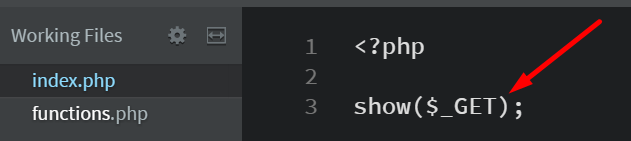 Working Files
index.php
functions.php
1 <?php
2
3 show($_GET);